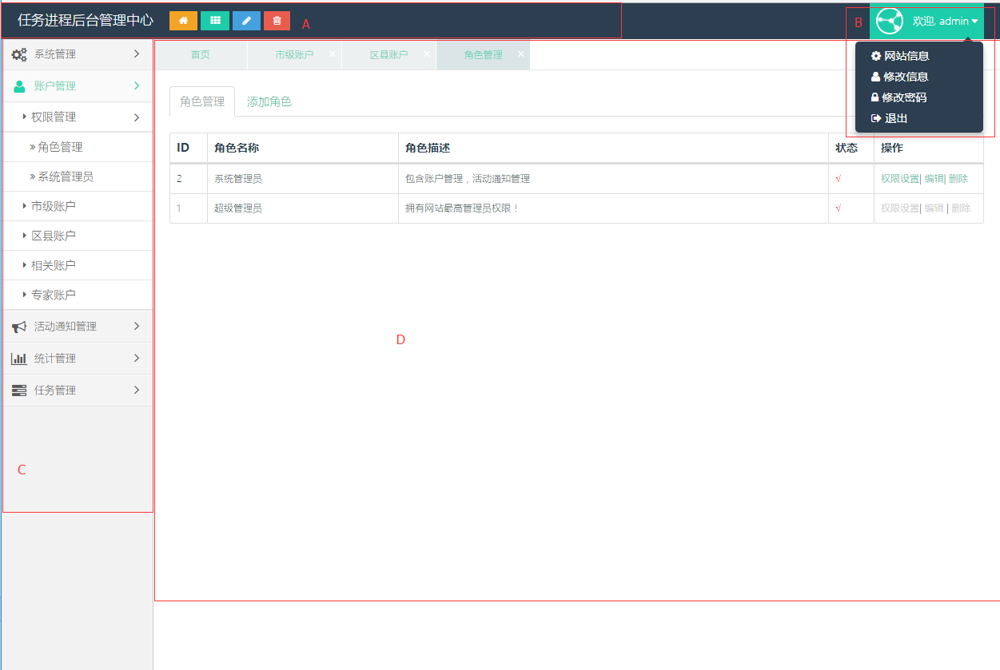 任务进程后台管理中心
A
B
欢迎, admin
网站信息
修改信息
修改密码
退出
系统管理
账户管理
权限管理
» 角色管理
» 系统管理员
市级账户
区县账户
相关账户
专家账户
活动通知管理
统计管理
任务管理
C
首页 市级账户 × 区县账户 × 角色管理 ×
角色管理 添加角色
ID 角色名称 角色描述 状态 操作
2 系统管理员 包含账户管理，活动通知管理 √ 权限设置| 编辑| 删除
1 超级管理员 拥有网站最高管理员权限！ √ 权限设置| 编辑 | 删除
D